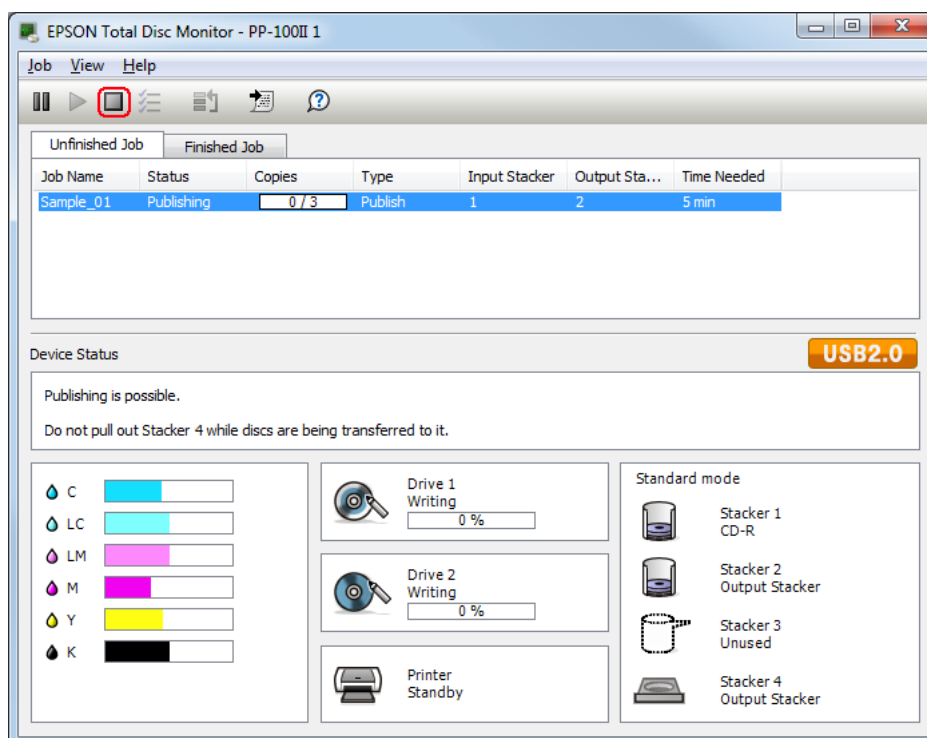 EPSON Total Disc Monitor - PP-100II 1
Job View Help
Unfinished Job Finished Job
Job Name Status Copies Type Input Stacker Output Sta... Time Needed
Sample_01 Publishing 0 / 3 Publish 1 2 5 min
Device Status
USB2.0
Publishing is possible.
Do not pull out Stacker 4 while discs are being transferred to it.
C
LC
LM
M
Y
K
Drive 1
Writing
0 %
Drive 2
Writing
0 %
Printer
Standby
Standard mode
Stacker 1
CD-R
Stacker 2
Output Stacker
Stacker 3
Unused
Stacker 4
Output Stacker